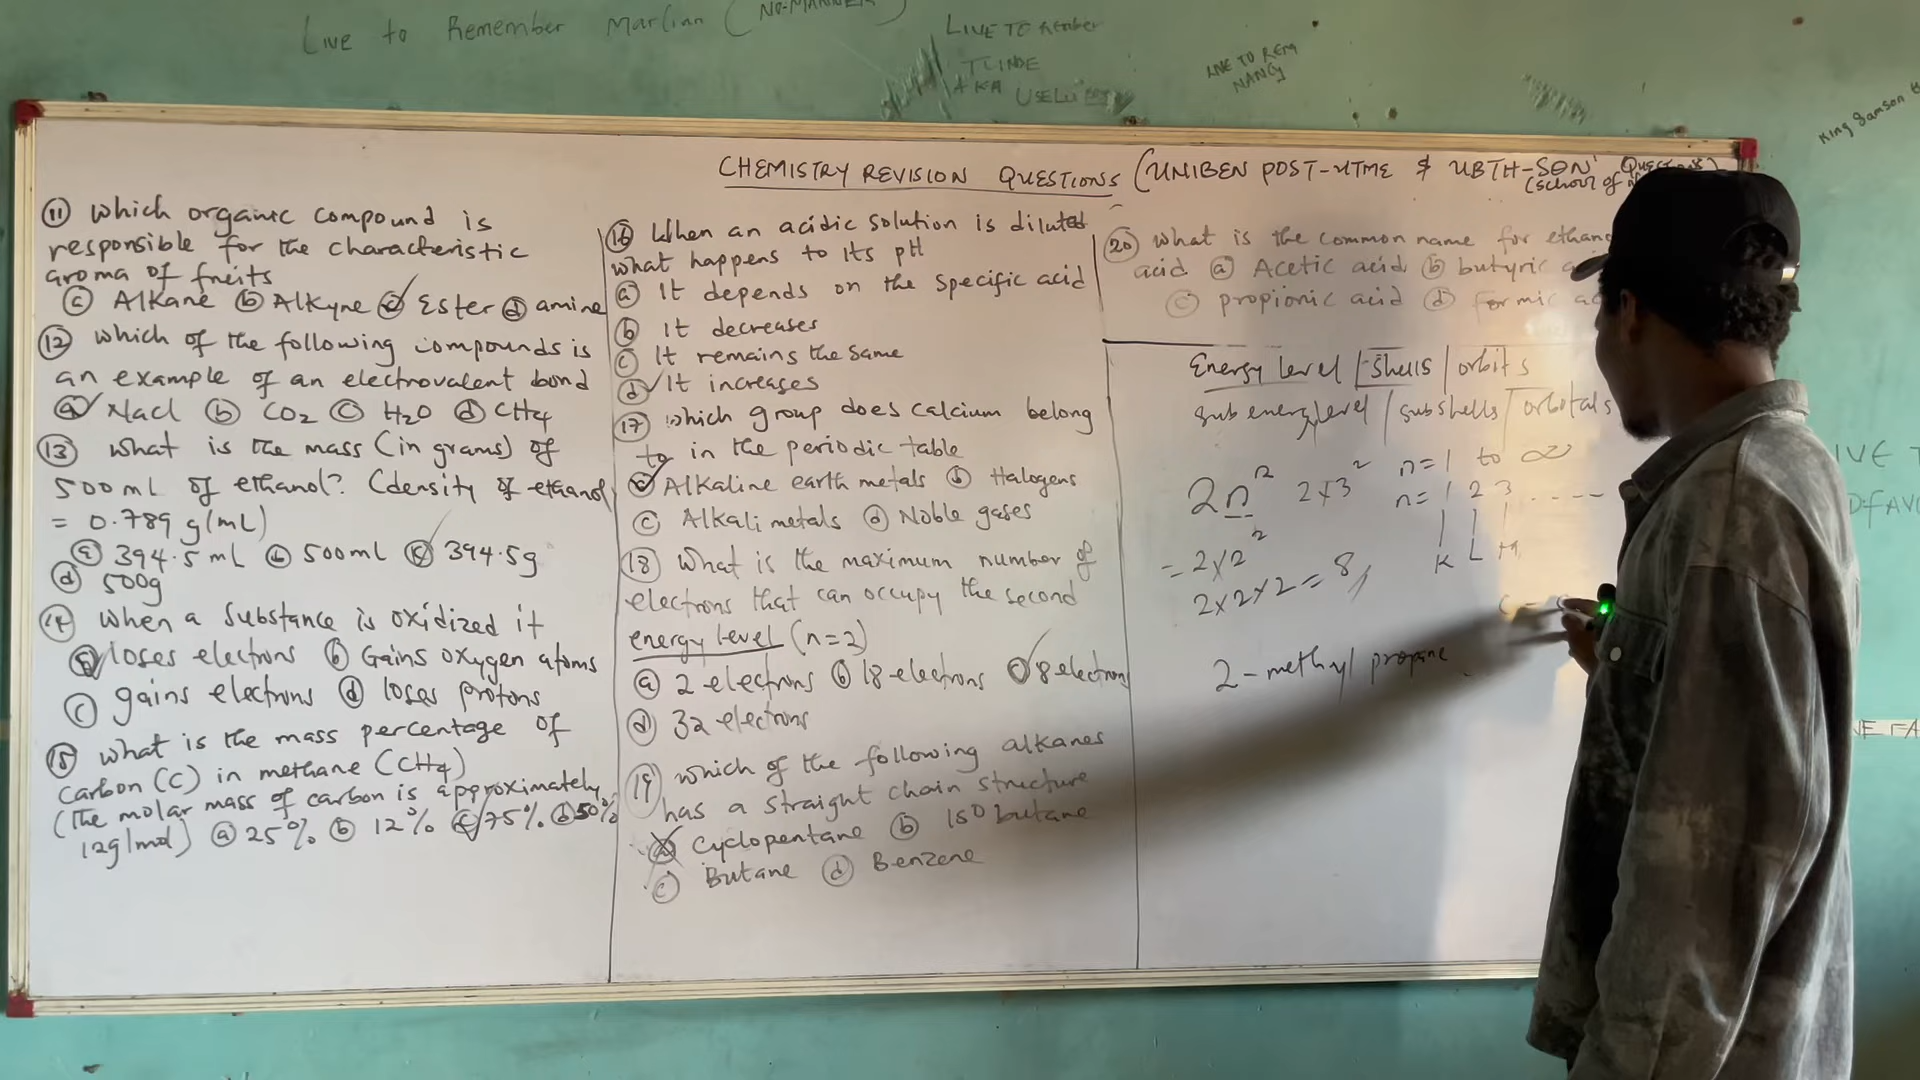 Live to Remember Marlian (NO-MANNER)
LIVE TO
TUNDE
AKA
LIVE TO REM
NANCY
King Samson
CHEMISTRY REVISION QUESTIONS (UNIBEN POST-UTME & UBTH-SON
(School of
11 Which organic compound is
responsible for the characteristic
aroma of fruits
c Alkane b Alkyne c Ester d amine
12 Which of the following compounds is
an example of an electrovalent bond
a NaCl b CO2 c H2O d CH4
13 What is the mass (in grams) of
500ml of ethanol? (density of ethanol
= 0.789 g/mL)
a 394.5 mL b 500ml c 394.5g
d 500g
14 When a substance is oxidized it
a loses electrons b Gains oxygen atoms
c gains electrons d loses protons
15 What is the mass percentage of
carbon (C) in methane (CH4)
(The molar mass of carbon is approximately
12g/mol) a 25% b 12% c 75% d 50%
16 When an acidic solution is diluted
what happens to its pH
a It depends on the specific acid
b It decreases
c It remains the same
d It increases
17 Which group does calcium belong
to in the periodic table
a Alkaline earth metals b Halogens
c Alkali metals d Noble gases
18 What is the maximum number of
electrons that can occupy the second
energy level (n=2)
a 2 electrons b 18 electrons c 8 electrons
d 32 electrons
19 which of the following alkanes
has a straight chain structure
a Cyclopentane b Iso butane
c Butane d Benzene
20 What is the common name for
acid a Acetic acid b butyric
c propionic acid d Formic
Energy level / shells / orbits
sub energy level / subshells / orbitals
2n² 2x3² n=1 to ∞
n= 1 2 3 ....
K L M
= 2x2²
2x2x2 = 8
2-methyl propane